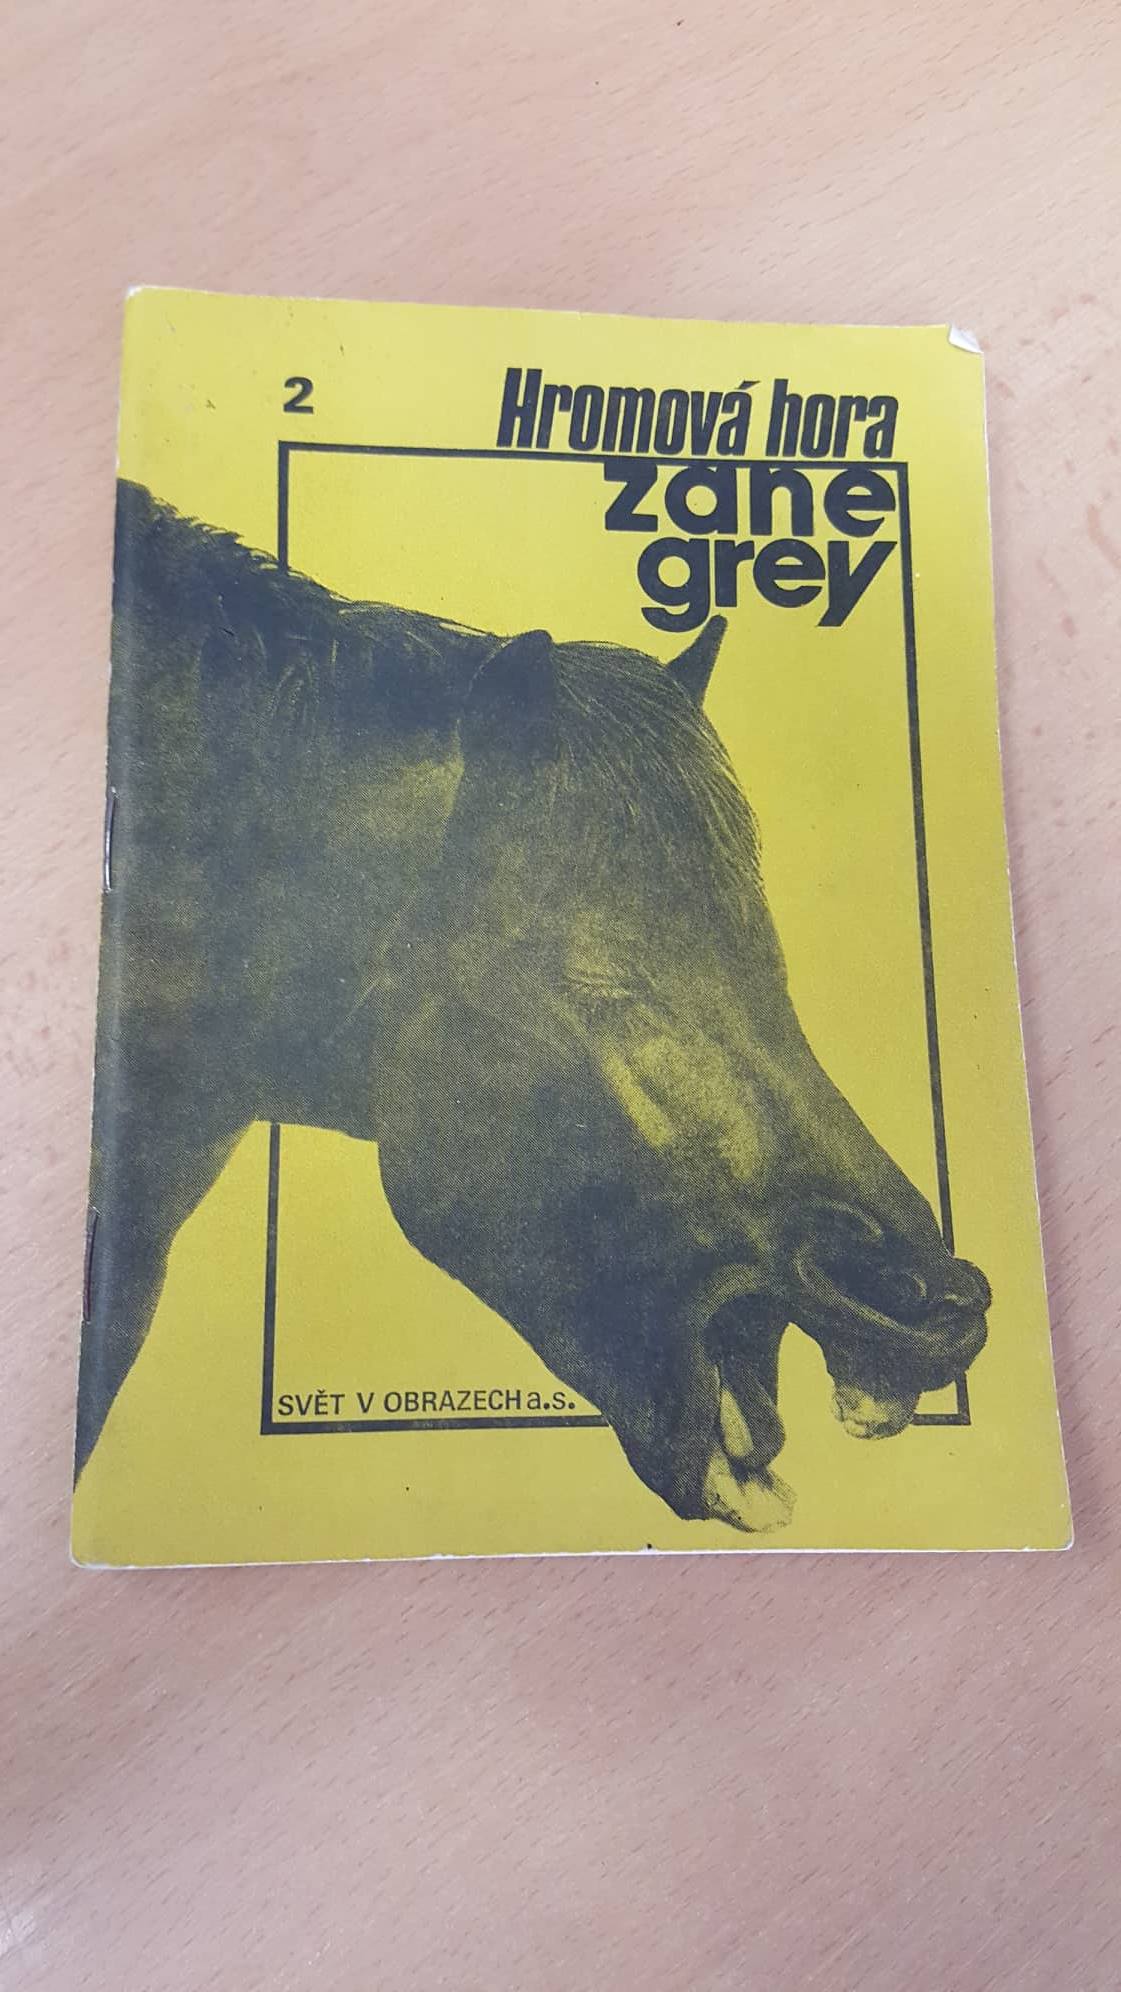 2
Hromová hora
zane
grey
SVĚT V OBRAZECH a.s.